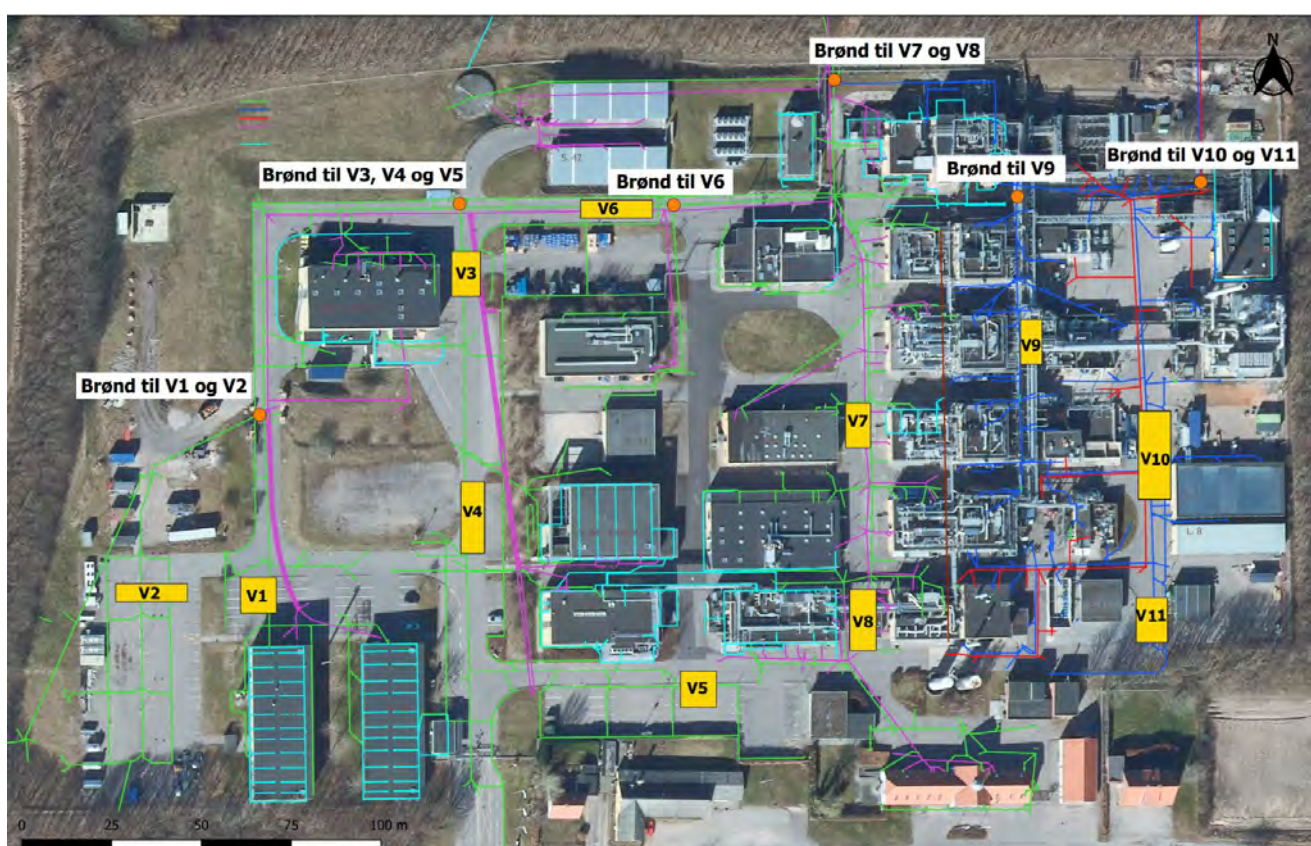 Brønd til V7 og V8
N
Brønd til V3, V4 og V5
Brønd til V6
Brønd til V9
Brønd til V10 og V11
V6
V3
V9
Brønd til V1 og V2
V7
V10
V4
V2
V1
V8
V11
V5
0 25 50 75 100 m